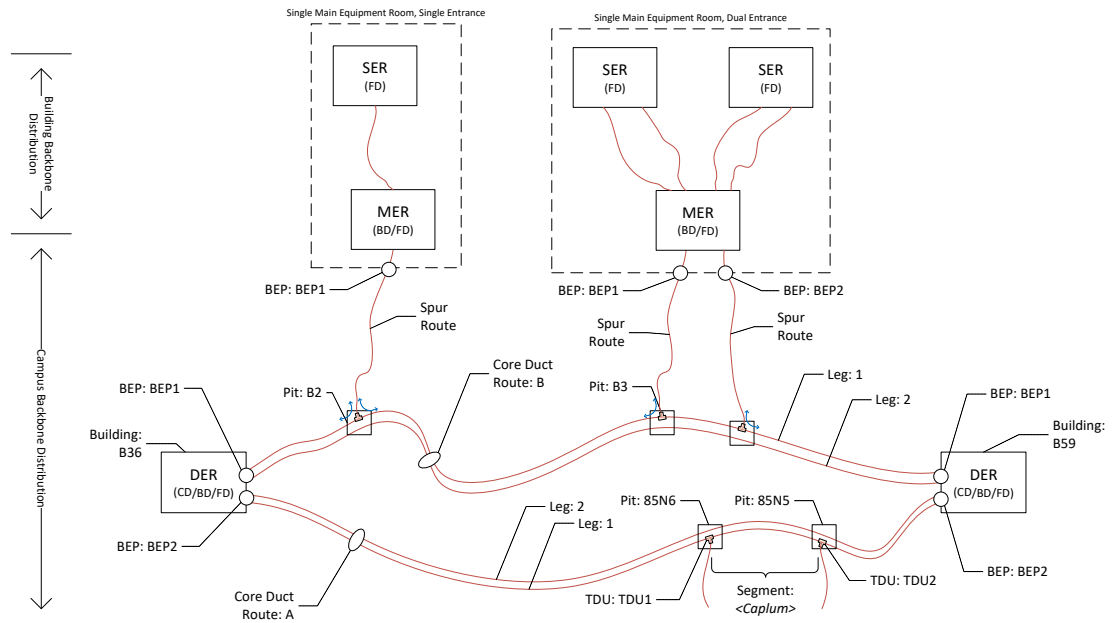 Single Main Equipment Room, Single Entrance
Single Main Equipment Room, Dual Entrance
SER
(FD)
SER
(FD)
SER
(FD)
Building Backbone
Distribution
MER
(BD/FD)
MER
(BD/FD)
BEP: BEP1
BEP: BEP1
BEP: BEP2
Spur
Route
Spur
Route
Spur
Route
Campus Backbone Distribution
Core Duct
Route: B
BEP: BEP1
Pit: B2
Pit: B3
Leg: 1
Leg: 2
BEP: BEP1
Building:
B36
Building:
B59
DER
(CD/BD/FD)
DER
(CD/BD/FD)
BEP: BEP2
Leg: 2
Leg: 1
Pit: 85N6
Pit: 85N5
BEP: BEP2
Core Duct
Route: A
TDU: TDU1
Segment:
<Caplum>
TDU: TDU2